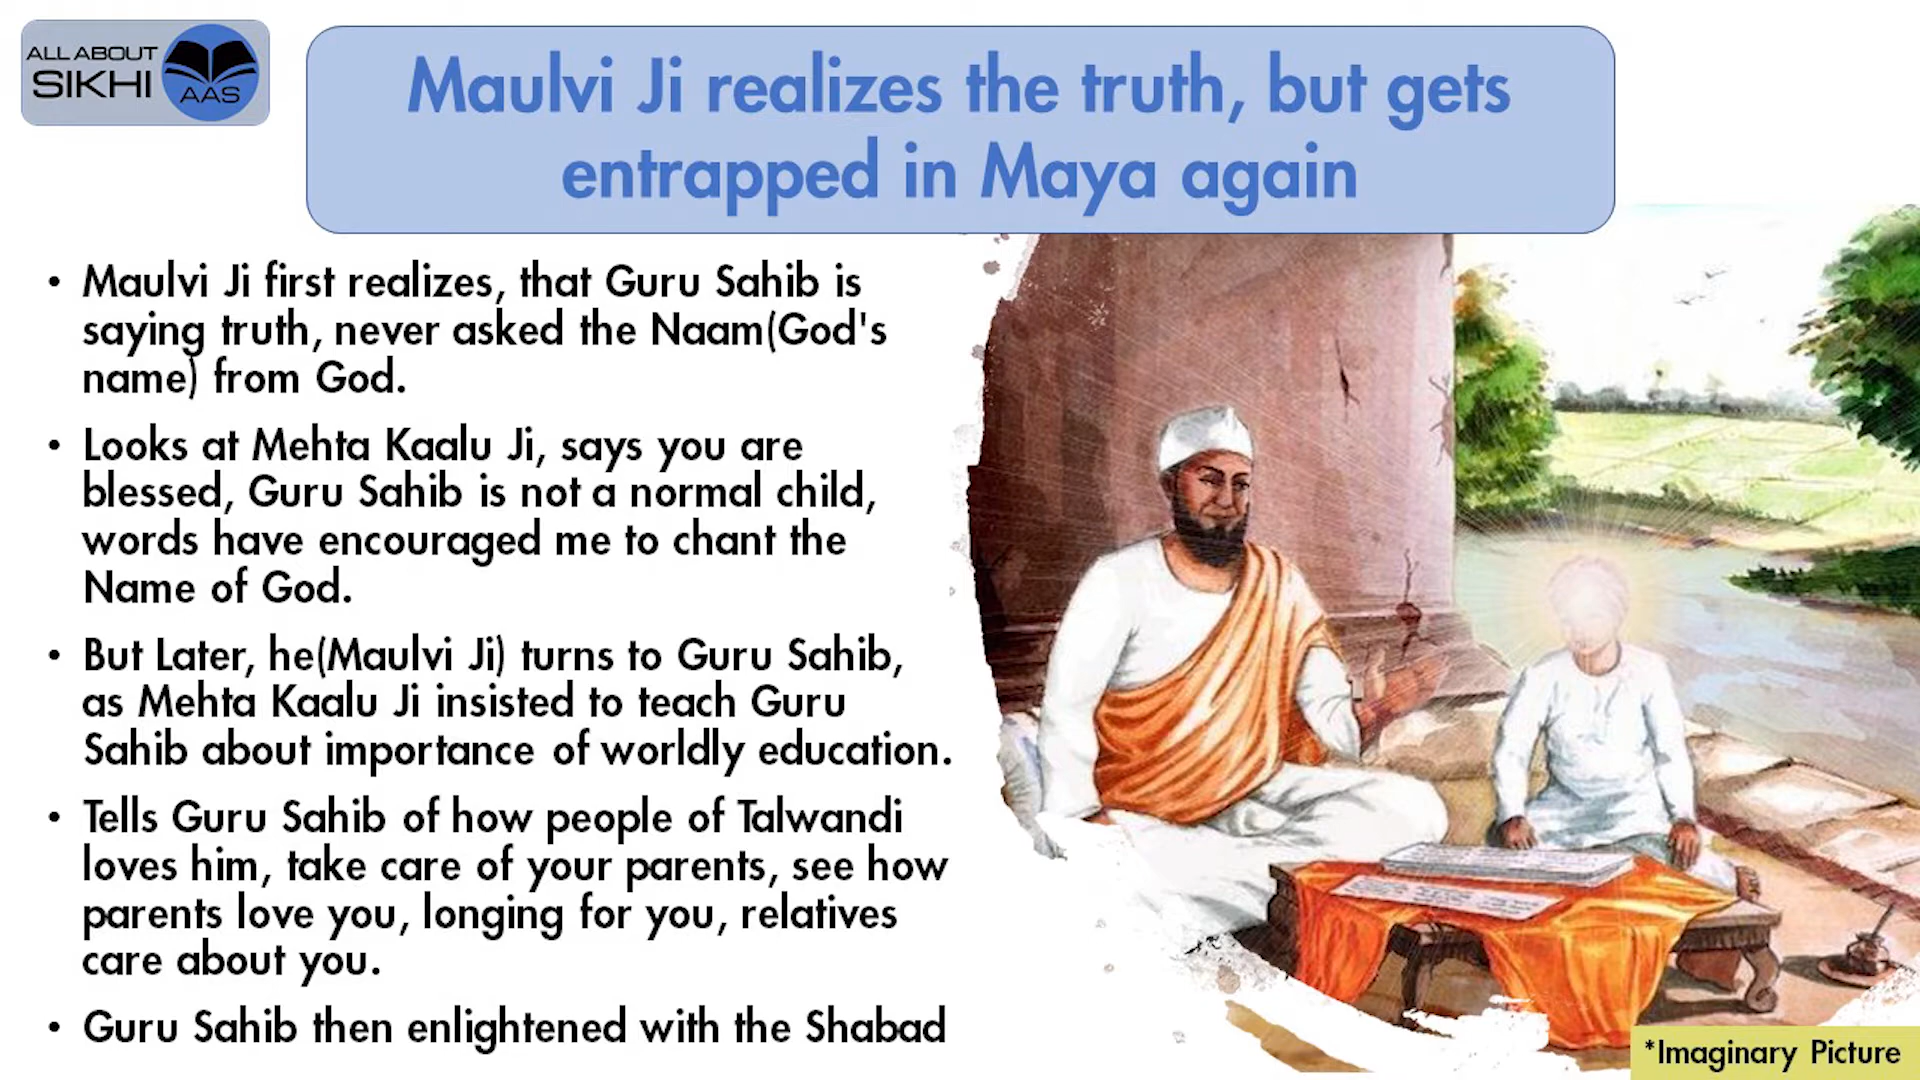 ALL ABOUT
SIKHI
AAS
Maulvi Ji realizes the truth, but gets
entrapped in Maya again
• Maulvi Ji first realizes, that Guru Sahib is
saying truth, never asked the Naam(God's
name) from God.
• Looks at Mehta Kaalu Ji, says you are
blessed, Guru Sahib is not a normal child,
words have encouraged me to chant the
Name of God.
• But Later, he(Maulvi Ji) turns to Guru Sahib,
as Mehta Kaalu Ji insisted to teach Guru
Sahib about importance of worldly education.
• Tells Guru Sahib of how people of Talwandi
loves him, take care of your parents, see how
parents love you, longing for you, relatives
care about you.
• Guru Sahib then enlightened with the Shabad
*Imaginary Picture